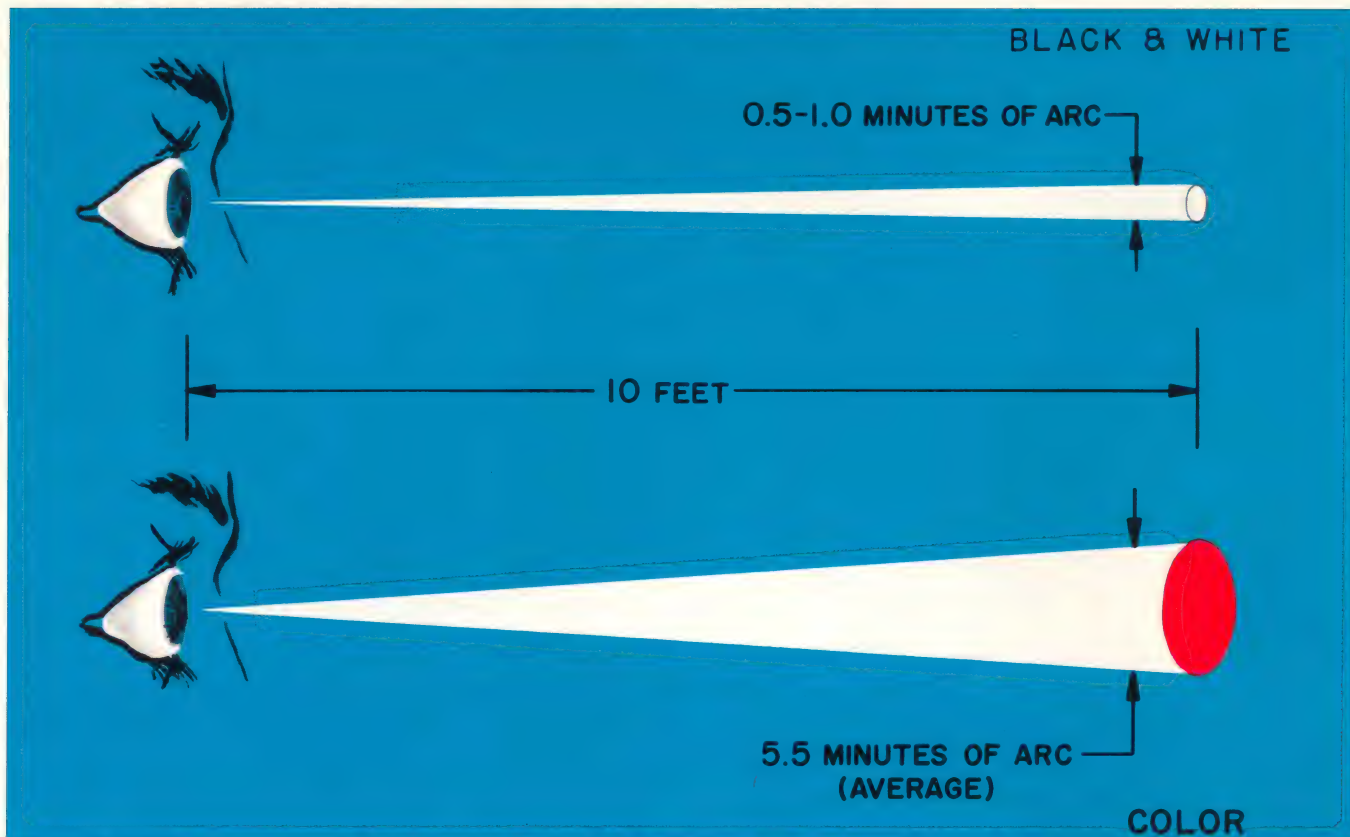 BLACK & WHITE
0.5-1.0 MINUTES OF ARC
10 FEET
5.5 MINUTES OF ARC
(AVERAGE)
COLOR